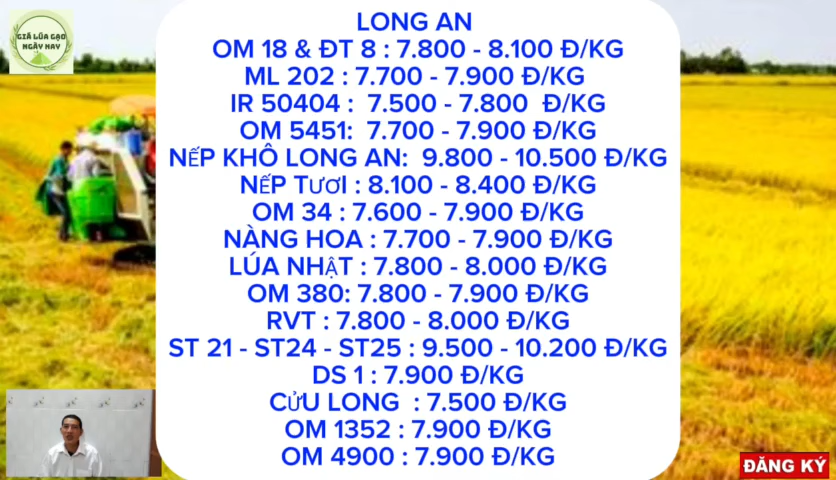 GIÁ LÚA GẠO
NGÀY NAY
LONG AN
OM 18 & ĐT 8 : 7.800 - 8.100 Đ/KG
ML 202 : 7.700 - 7.900 Đ/KG
IR 50404 : 7.500 - 7.800 Đ/KG
OM 5451: 7.700 - 7.900 Đ/KG
NẾP KHÔ LONG AN: 9.800 - 10.500 Đ/KG
NẾP TƯƠI : 8.100 - 8.400 Đ/KG
OM 34 : 7.600 - 7.900 Đ/KG
NÀNG HOA : 7.700 - 7.900 Đ/KG
LÚA NHẬT : 7.800 - 8.000 Đ/KG
OM 380: 7.800 - 7.900 Đ/KG
RVT : 7.800 - 8.000 Đ/KG
ST 21 - ST24 - ST25 : 9.500 - 10.200 Đ/KG
DS 1 : 7.900 Đ/KG
CỬU LONG : 7.500 Đ/KG
OM 1352 : 7.900 Đ/KG
OM 4900 : 7.900 Đ/KG
ĐĂNG KÝ